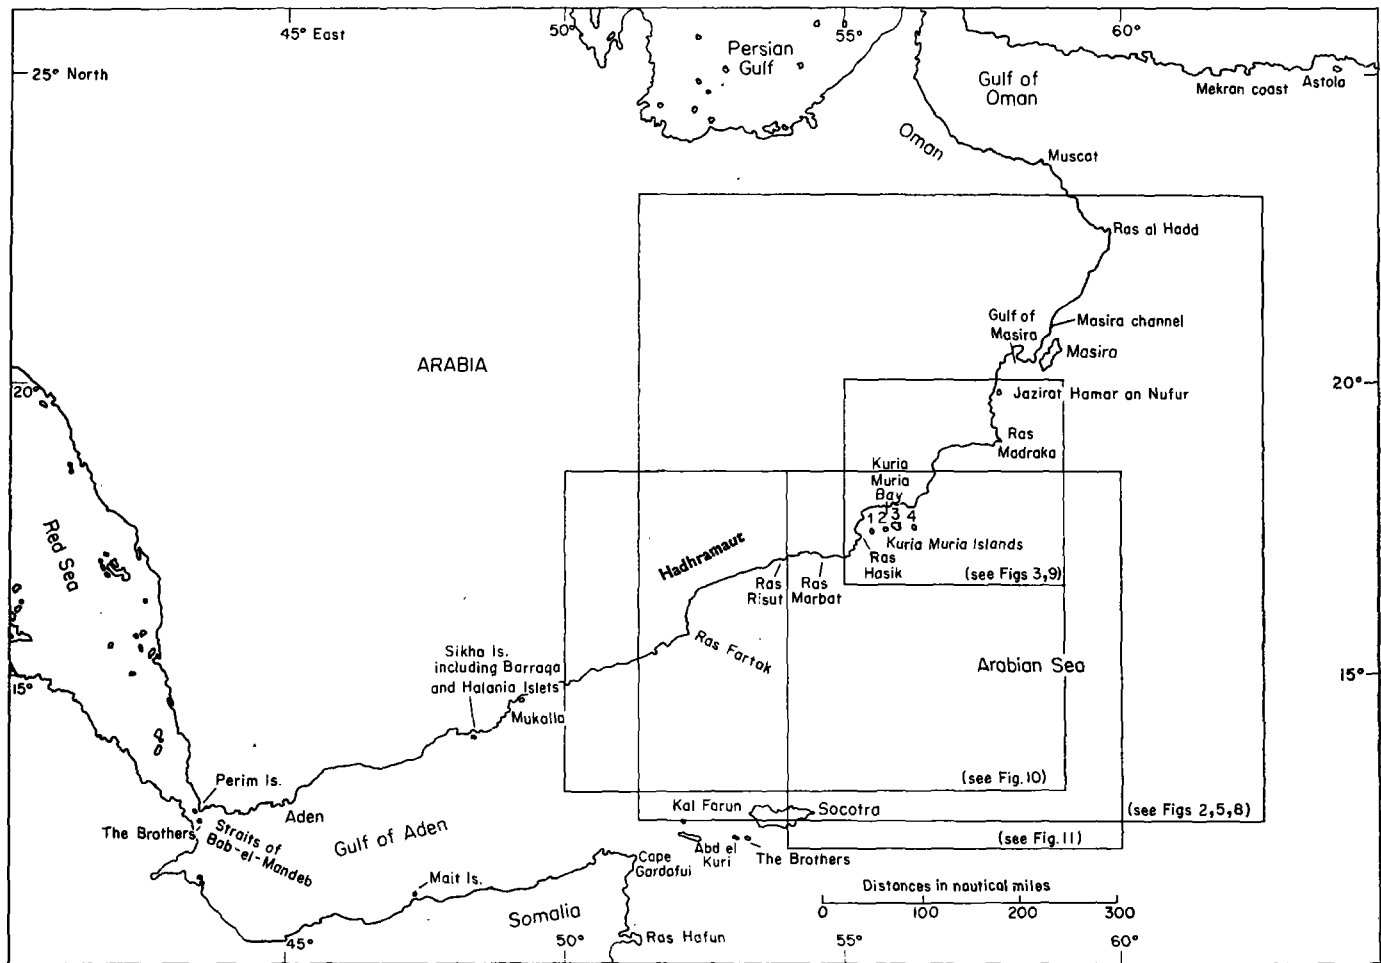 45° East
50°
55°
60°
25° North
Persian
Gulf
Gulf of
Oman
Mekran coast
Astola
Oman
Muscat
Ras al Hadd
Gulf of
Masira
Masira channel
Masira
ARABIA
20°
20°
Jazirat Hamar an Nufur
Ras
Madraka
Kuria
Muria
Bay
1 2 3 4
Kuria Muria Islands
Ras
Hasik
(see Figs 3,9)
Red Sea
Hadhramaut
Ras
Risut
Ras
Marbat
Ras Fartak
Sikha Is.
including Barraqa
and Halania Islets
Mukalla
Arabian Sea
15°
15°
(see Fig. 10)
Perim Is.
Aden
Kal Farun
Socotra
(see Figs 2,5,8)
The Brothers
Straits of
Bab-el-Mandeb
Gulf of Aden
Abd el
Kuri
The Brothers
(see Fig. 11)
Cape
Gardafui
Mait Is.
Somalia
Distances in nautical miles
0 100 200 300
Ras Hafun
45°
50°
55°
60°